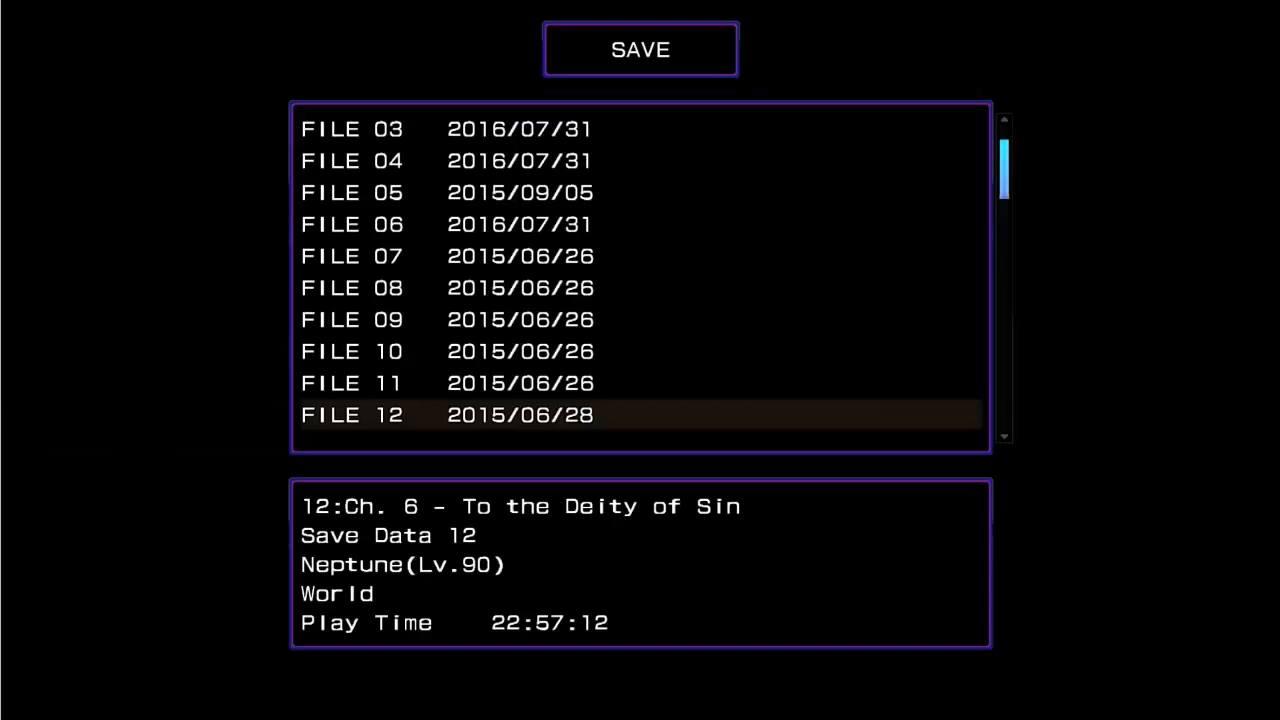 SAVE
FILE 03 2016/07/31
FILE 04 2016/07/31
FILE 05 2015/09/05
FILE 06 2016/07/31
FILE 07 2015/06/26
FILE 08 2015/06/26
FILE 09 2015/06/26
FILE 10 2015/06/26
FILE 11 2015/06/26
FILE 12 2015/06/28
12:Ch. 6 - To the Deity of Sin
Save Data 12
Neptune(Lv.90)
World
Play Time 22:57:12